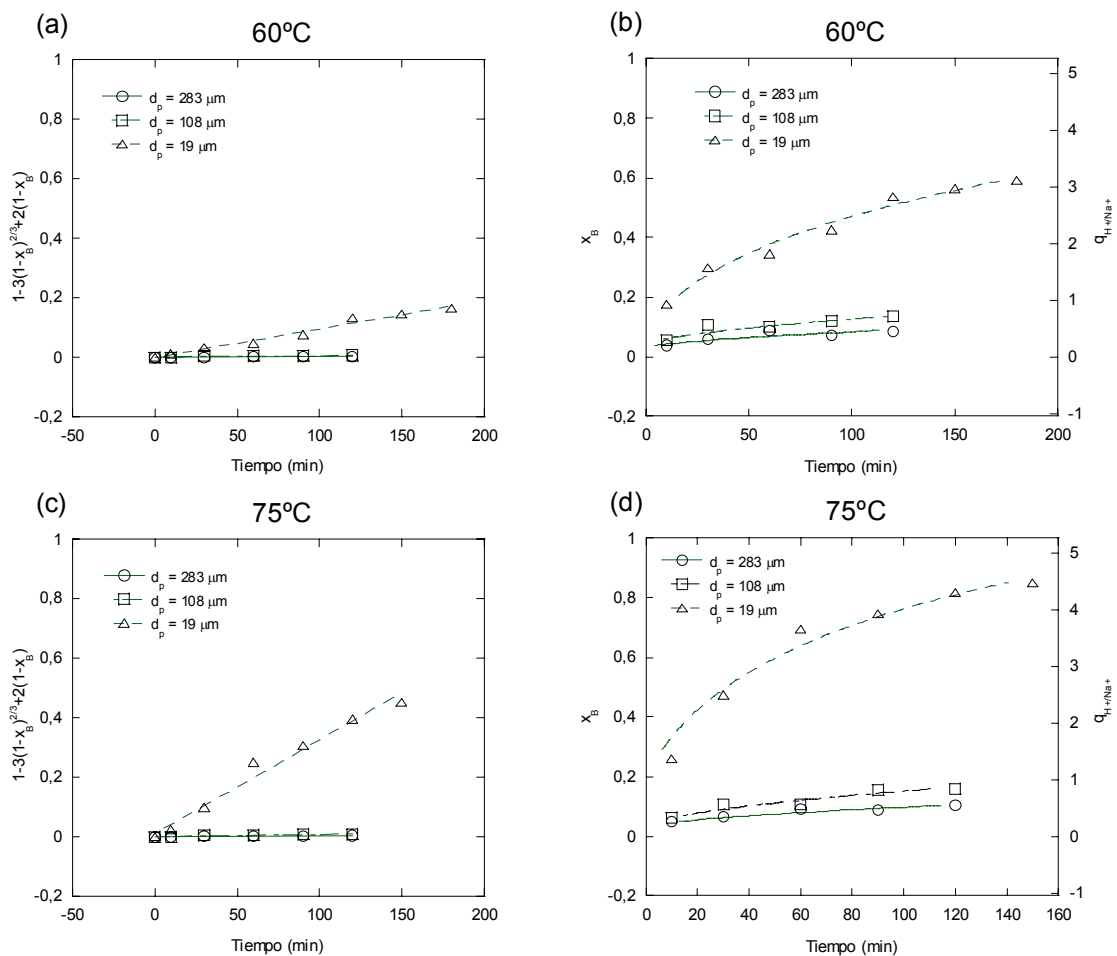 (a)
60ºC
1
0,8
0,6
0,4
0,2
0
-0,2
-50
0
50
100
150
200
1-3(1-x_B)^{2/3}+2(1-x_B)
Tiempo (min)
d_p = 283 μm
d_p = 108 μm
d_p = 19 μm
(b)
60ºC
1
0,8
0,6
0,4
0,2
0
-0,2
0
50
100
150
200
x_B
Tiempo (min)
5
4
3
2
1
0
-1
q_{H+/Na+}
d_p = 283 μm
d_p = 108 μm
d_p = 19 μm
(c)
75ºC
1
0,8
0,6
0,4
0,2
0
-0,2
-50
0
50
100
150
200
1-3(1-x_B)^{2/3}+2(1-x_B)
Tiempo (min)
d_p = 283 μm
d_p = 108 μm
d_p = 19 μm
(d)
75ºC
1
0,8
0,6
0,4
0,2
0
-0,2
0
20
40
60
80
100
120
140
160
x_B
Tiempo (min)
5
4
3
2
1
0
-1
q_{H+/Na+}
d_p = 283 μm
d_p = 108 μm
d_p = 19 μm